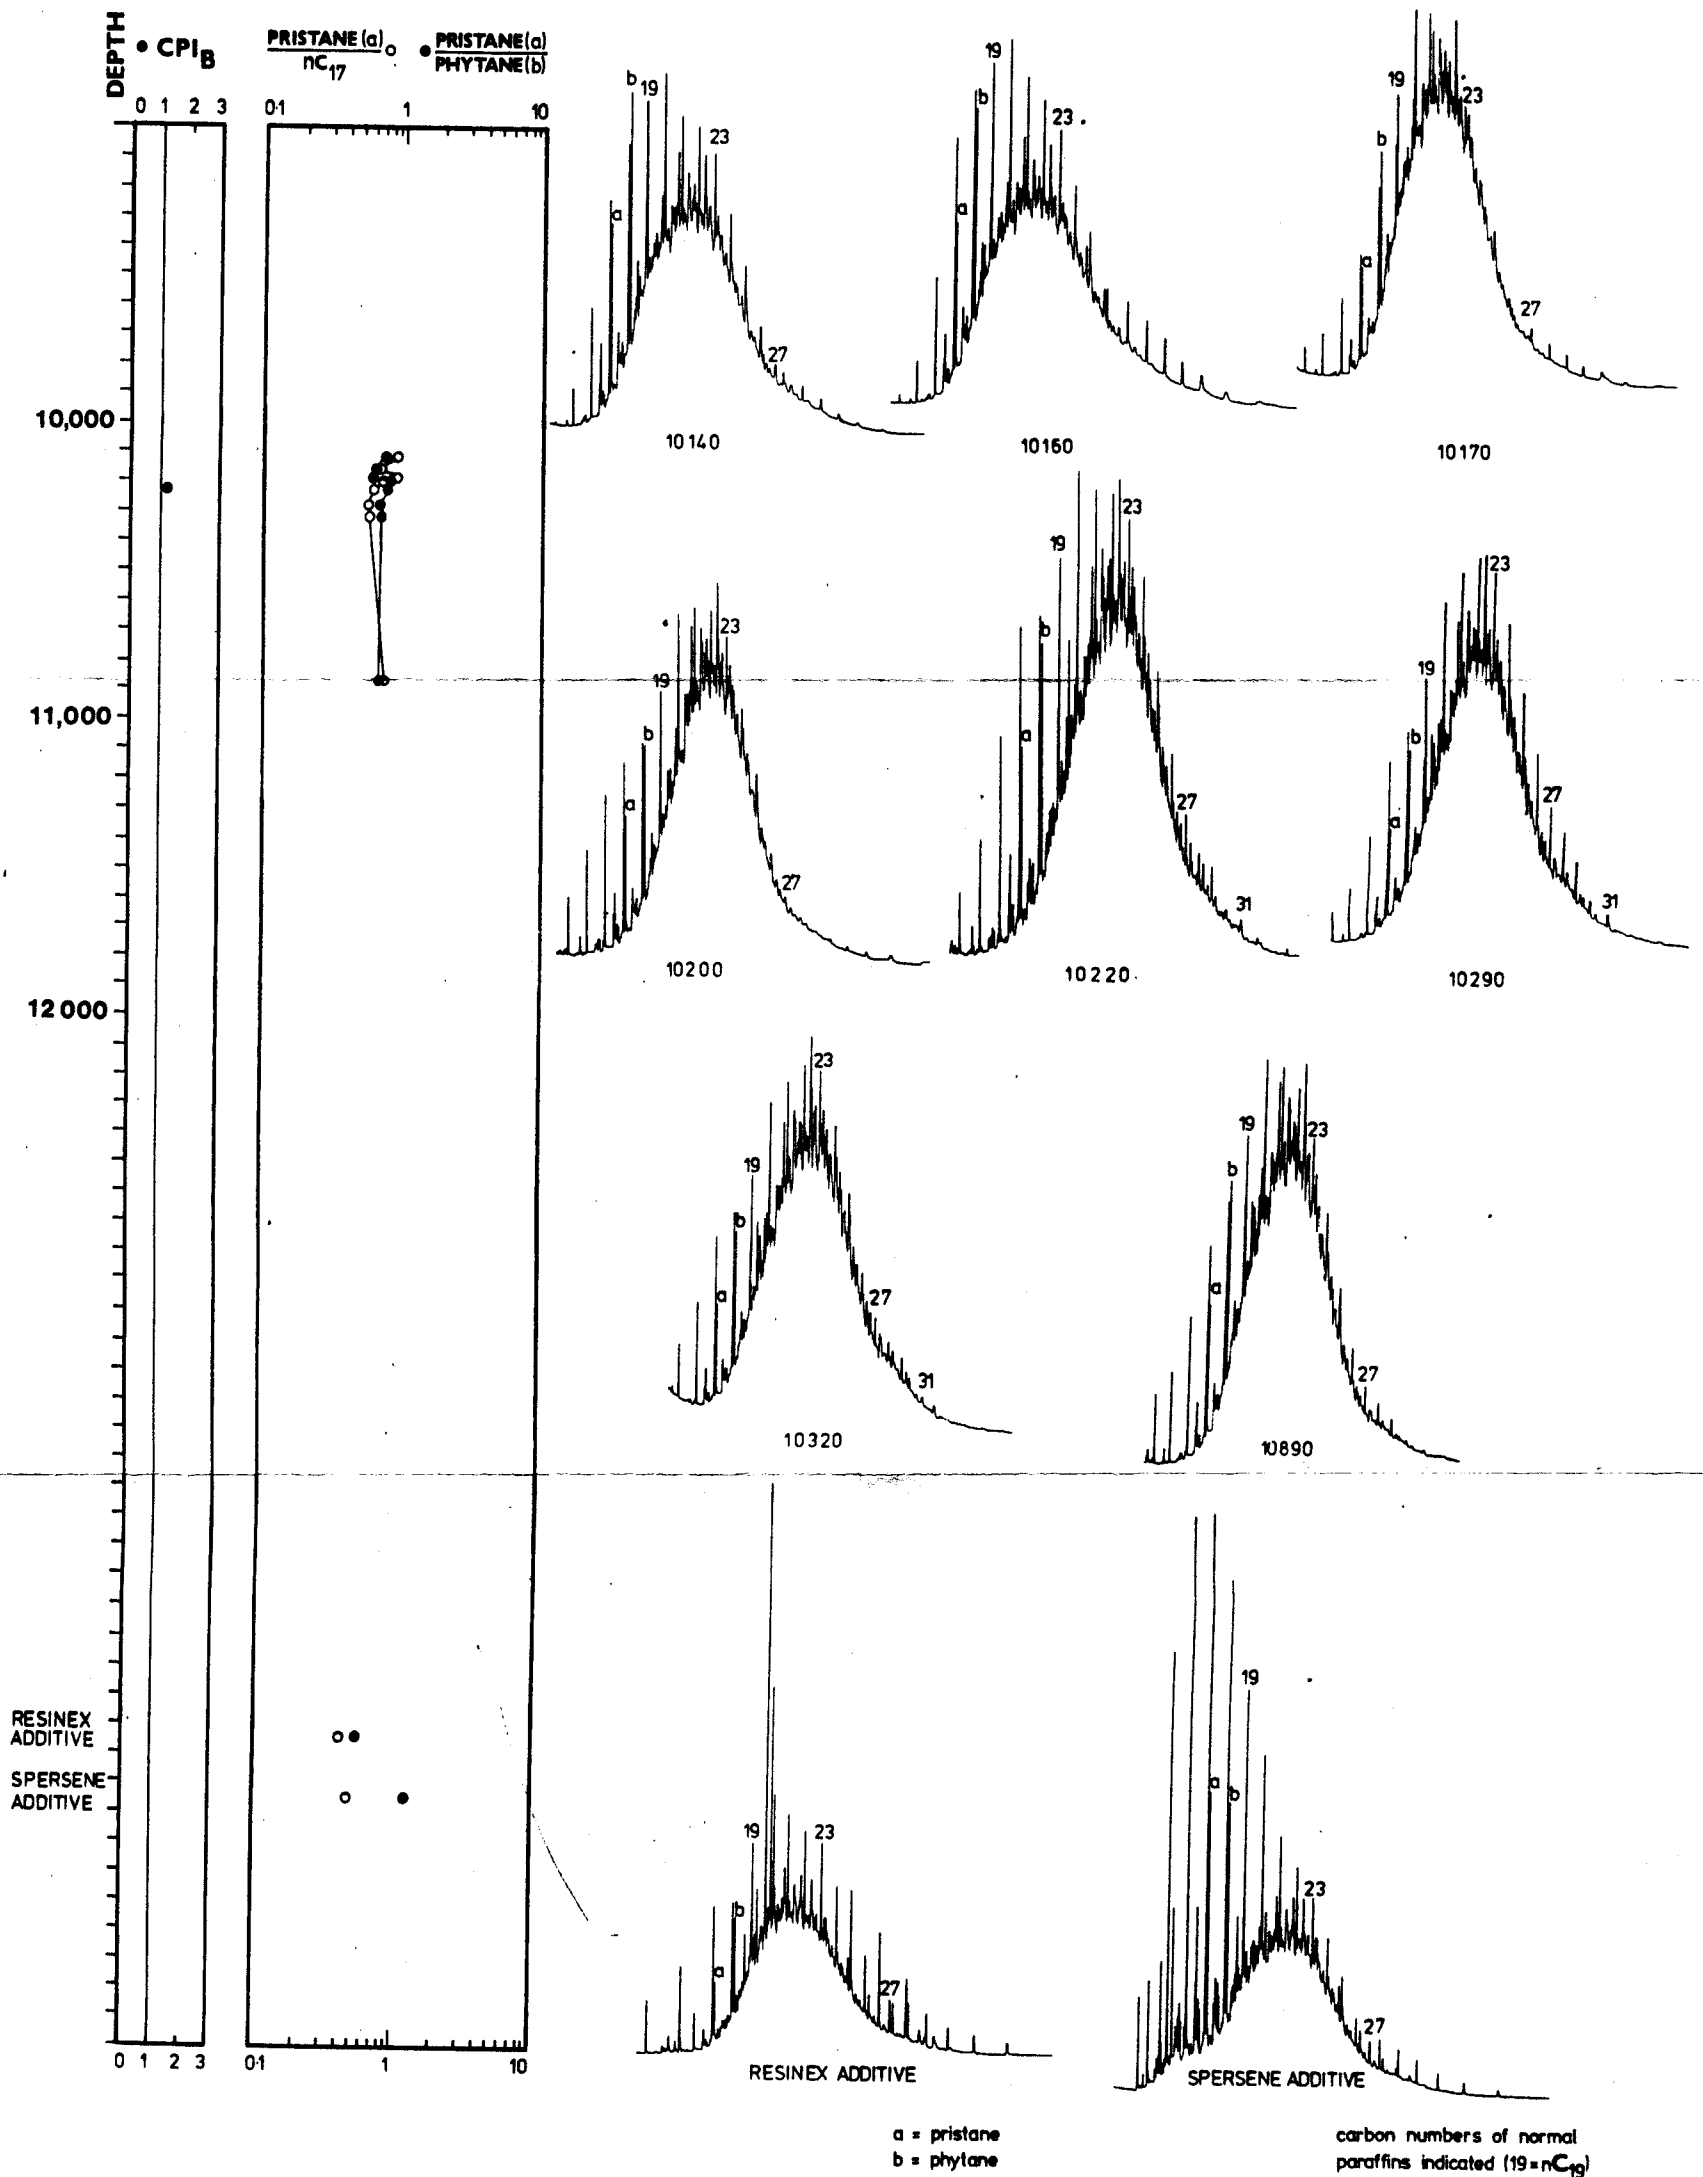 DEPTH
● CPIB
PRISTANE (a) ○
nC17
● PRISTANE (a)
PHYTANE (b)
0 1 2 3
0·1 1 10
10,000
11,000
12 000
RESINEX
ADDITIVE
SPERSENE
ADDITIVE
0 1 2 3
0·1 1 10
a b 19 23 27
10140
a b 19 23
10160
a b 19 23 27
10170
a b 19 23 27
10200
a b 19 23 27 31
10220
a b 19 23 27 31
10290
a b 19 23 27 31
10320
a b 19 23 27
10890
a b 19 23 27
RESINEX ADDITIVE
a b 19 23 27
SPERSENE ADDITIVE
a = pristane
b = phytane
carbon numbers of normal
paraffins indicated (19=nC19)